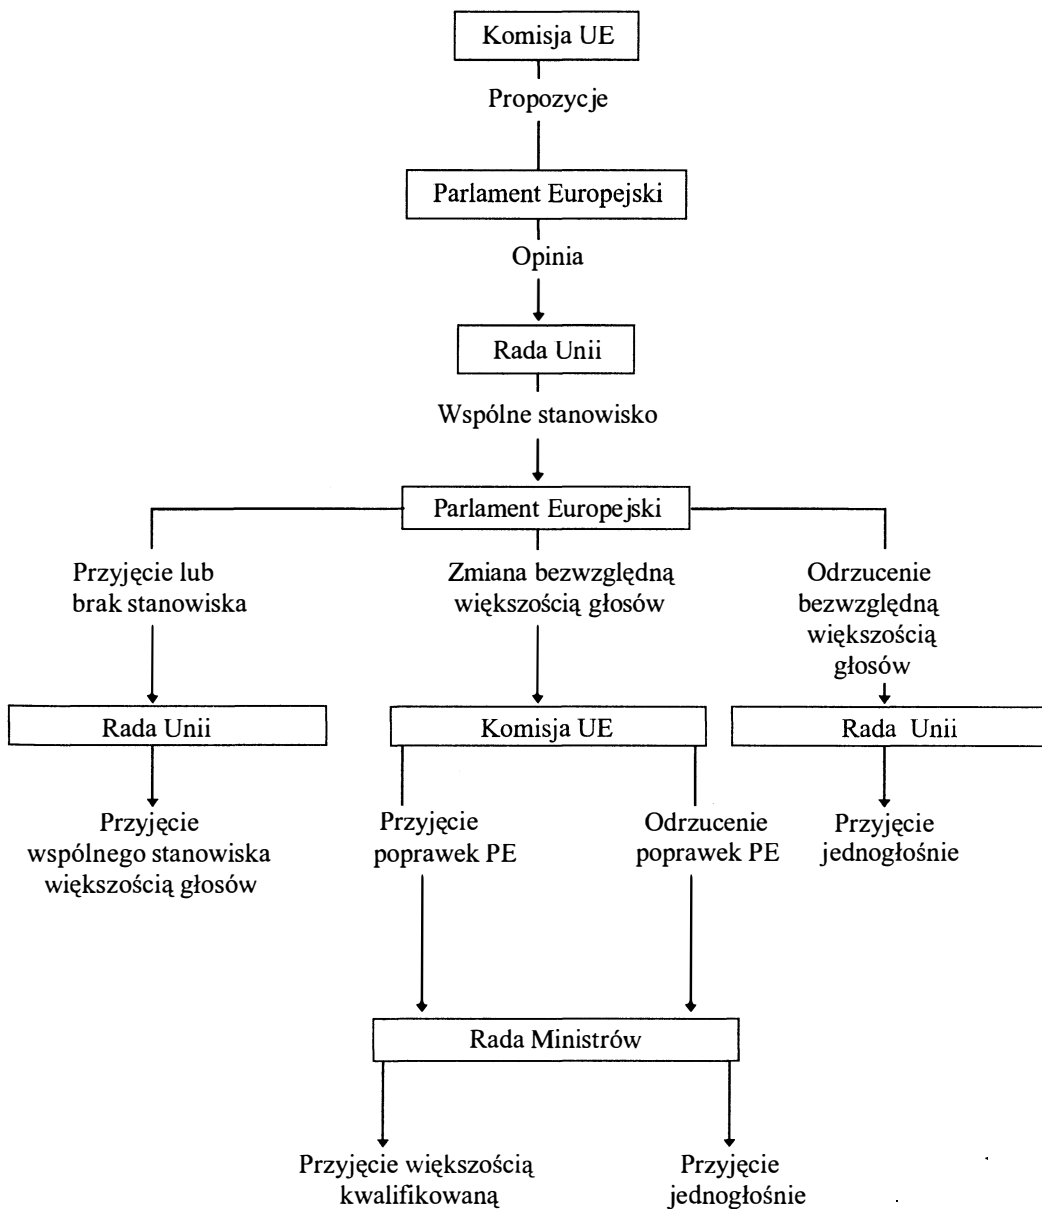 Komisja UE
Propozycje
Parlament Europejski
Opinia
Rada Unii
Wspólne stanowisko
Parlament Europejski
Przyjęcie lub
brak stanowiska
Zmiana bezwzględną
większością głosów
Odrzucenie
bezwzględną
większością
głosów
Rada Unii
Komisja UE
Rada Unii
Przyjęcie
wspólnego stanowiska
większością głosów
Przyjęcie
poprawek PE
Odrzucenie
poprawek PE
Przyjęcie
jednogłośnie
Rada Ministrów
Przyjęcie większością
kwalifikowaną
Przyjęcie
jednogłośnie